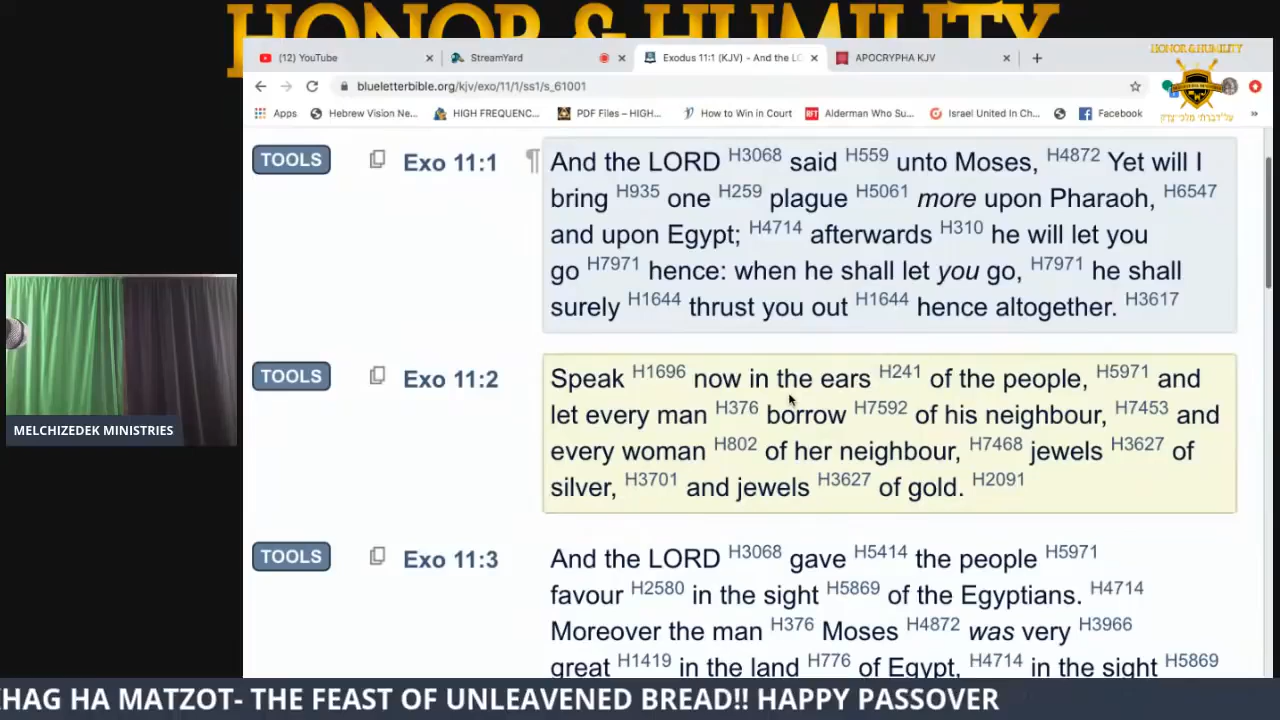 HONOR & HUMILITY
(12) YouTube
StreamYard
Exodus 11:1 (KJV) - And the LO
APOCRYPHA KJV
HONOR & HUMILITY
blueletterbible.org/kjv/exo/11/1/ss1/s_61001
Apps
Hebrew Vision Ne...
HIGH FREQUENC...
PDF Files – HIGH...
How to Win in Court
RFT
Alderman Who Su...
Israel United In Ch...
Facebook
»
על־דברתי מלכי־צדק
TOOLS
Exo 11:1
¶
And the LORD H3068 said H559 unto Moses, H4872 Yet will I
bring H935 one H259 plague H5061 more upon Pharaoh, H6547
and upon Egypt; H4714 afterwards H310 he will let you
go H7971 hence: when he shall let you go, H7971 he shall
surely H1644 thrust you out H1644 hence altogether. H3617
TOOLS
Exo 11:2
Speak H1696 now in the ears H241 of the people, H5971 and
let every man H376 borrow H7592 of his neighbour, H7453 and
every woman H802 of her neighbour, H7468 jewels H3627 of
silver, H3701 and jewels H3627 of gold. H2091
TOOLS
Exo 11:3
And the LORD H3068 gave H5414 the people H5971
favour H2580 in the sight H5869 of the Egyptians. H4714
Moreover the man H376 Moses H4872 was very H3966
great H1419 in the land H776 of Egypt, H4714 in the sight H5869
MELCHIZEDEK MINISTRIES
HAG HA MATZOT- THE FEAST OF UNLEAVENED BREAD!! HAPPY PASSOVER